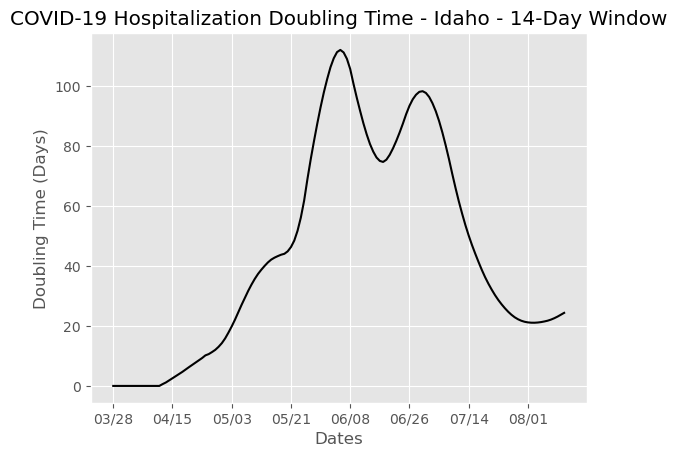 COVID-19 Hospitalization Doubling Time - Idaho - 14-Day Window
Doubling Time (Days)
100
80
60
40
20
0
03/28 04/15 05/03 05/21 06/08 06/26 07/14 08/01
Dates